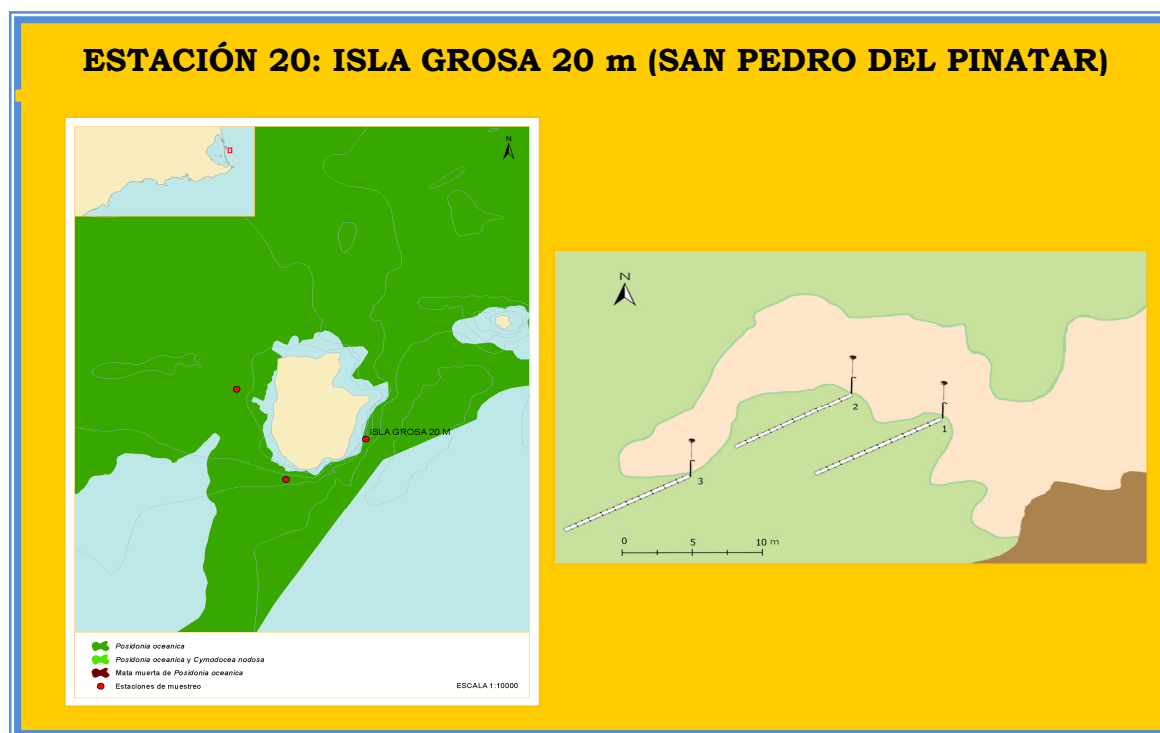 ESTACIÓN 20: ISLA GROSA 20 m (SAN PEDRO DEL PINATAR)
N
ISLA GROSA 20 M
Posidonia oceanica
Posidonia oceanica y Cymodocea nodosa
Mata muerta de Posidonia oceanica
Estaciones de muestreo
ESCALA 1:10000
N
2
1
3
0 5 10 m